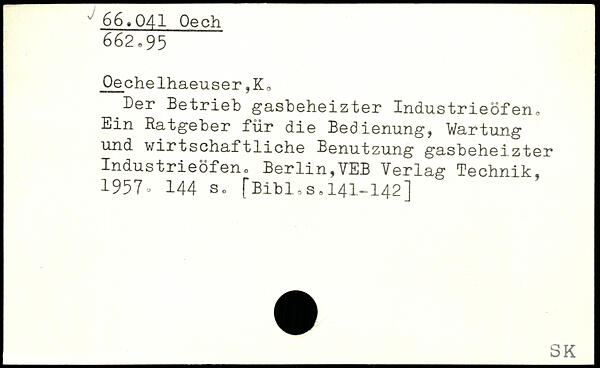 66.041 Oech
662.95
Oechelhaeuser,K.
Der Betrieb gasbeheizter Industrieöfen.
Ein Ratgeber für die Bedienung, Wartung
und wirtschaftliche Benutzung gasbeheizter
Industrieöfen. Berlin,VEB Verlag Technik,
1957. 144 s. [Bibl.s.141-142]
SK